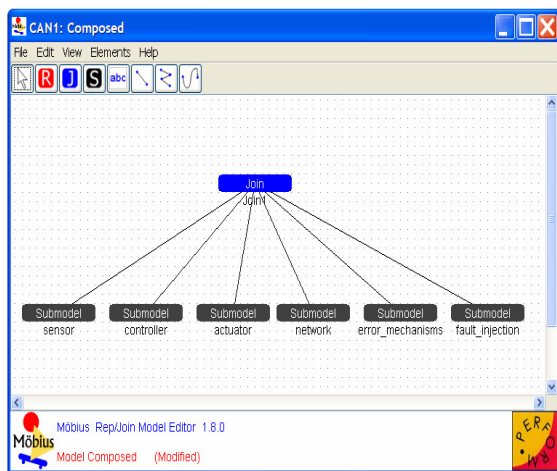 CAN1: Composed
File Edit View Elements Help
R J S abc
Join
Join1
Submodel Submodel Submodel Submodel Submodel Submodel
sensor controller actuator network error_mechanisms fault_injection
Möbius Rep/Join Model Editor 1.8.0
Möbius
Model Composed (Modified)
PERFORM